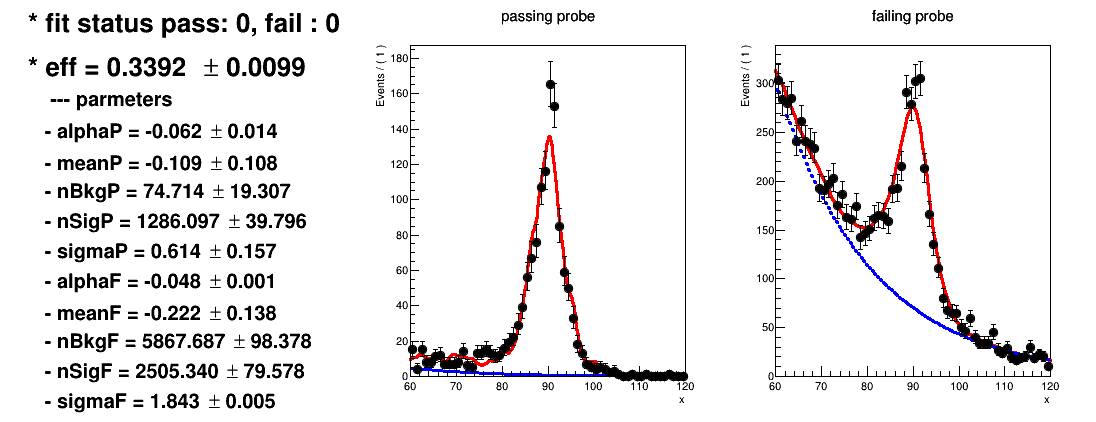 * fit status pass: 0, fail : 0
* eff = 0.3392 ± 0.0099
--- parmeters
- alphaP = -0.062 ± 0.014
- meanP = -0.109 ± 0.108
- nBkgP = 74.714 ± 19.307
- nSigP = 1286.097 ± 39.796
- sigmaP = 0.614 ± 0.157
- alphaF = -0.048 ± 0.001
- meanF = -0.222 ± 0.138
- nBkgF = 5867.687 ± 98.378
- nSigF = 2505.340 ± 79.578
- sigmaF = 1.843 ± 0.005
passing probe
Events / ( 1 )
180
160
140
120
100
80
60
40
20
0
60 70 80 90 100 110 120
x
failing probe
Events / ( 1 )
300
250
200
150
100
50
0
60 70 80 90 100 110 120
x